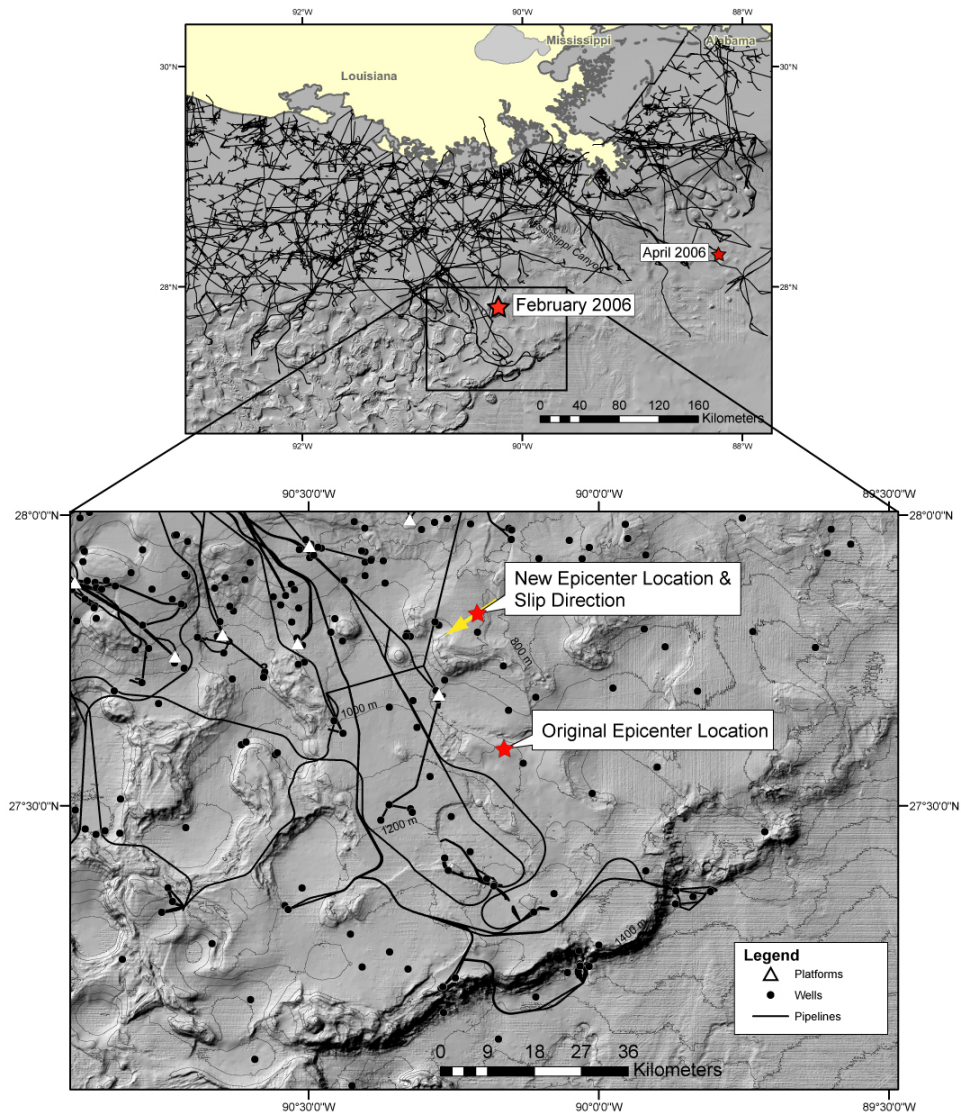 92°W 90°W 88°W
Mississippi
Alabama
Louisiana
30°N 30°N
Mississippi Canyon
April 2006
28°N 28°N
February 2006
0 40 80 120 160
Kilometers
92°W 90°W 88°W
90°30'0"W 90°0'0"W 89°30'0"W
28°0'0"N 28°0'0"N
New Epicenter Location &
Slip Direction
800 m
1000 m
Original Epicenter Location
27°30'0"N 27°30'0"N
1200 m
1400 m
Legend
Platforms
Wells
Pipelines
0 9 18 27 36
Kilometers
90°30'0"W 90°0'0"W 89°30'0"W